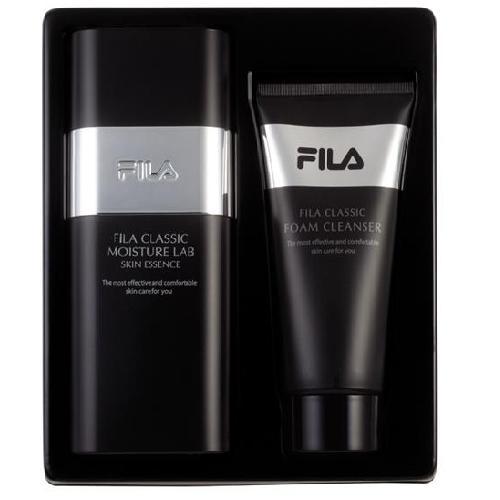 FILA
FILA CLASSIC
MOISTURE LAB
SKIN ESSENCE
The most effective and comfortable
skin care for you
FILA
FILA CLASSIC
FOAM CLEANSER
The most effective and comfortable
skin care for you